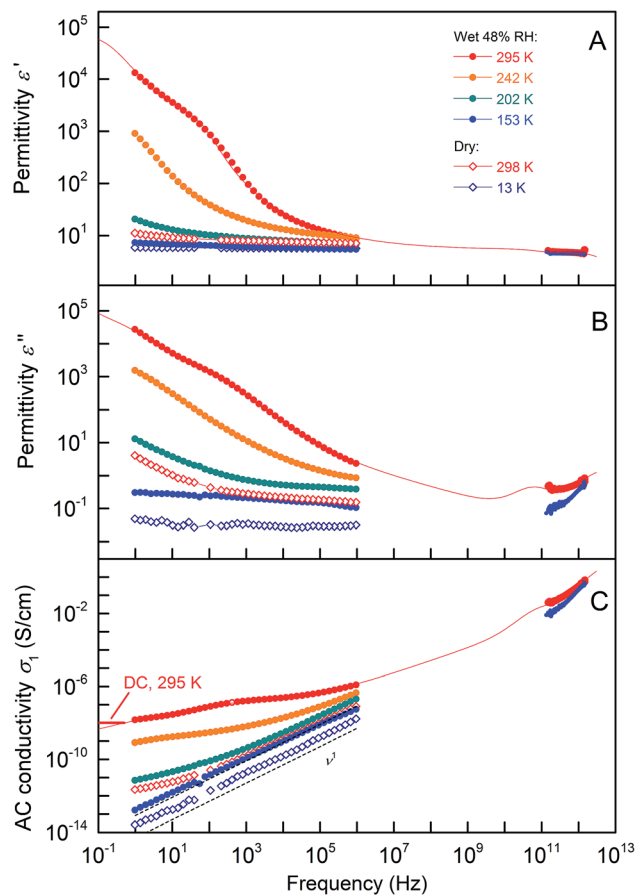 A
Wet 48% RH:
295 K
242 K
202 K
153 K
Dry:
298 K
13 K
Permittivity ε'
10^5
10^4
10^3
10^2
10^1
B
Permittivity ε''
10^5
10^3
10^1
10^-1
C
AC conductivity σ_1 (S/cm)
10^-2
10^-6
10^-10
10^-14
DC, 295 K
ν^1
10^-1 10^1 10^3 10^5 10^7 10^9 10^11 10^13
Frequency (Hz)